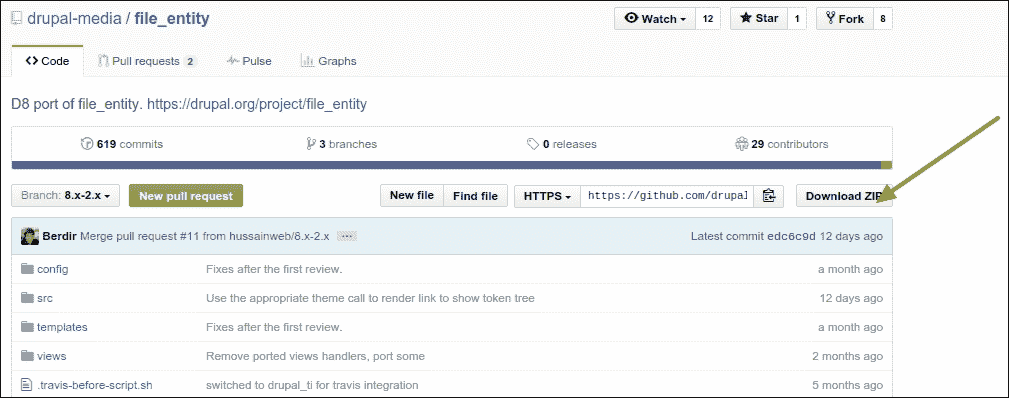 drupal-media / file_entity Watch 12 Star 1 Fork 8
Code Pull requests 2 Pulse Graphs
D8 port of file_entity. https://drupal.org/project/file_entity
619 commits 3 branches 0 releases 29 contributors
Branch: 8.x-2.x New pull request New file Find file HTTPS https://github.com/drupal Download ZIP
Berdir Merge pull request #11 from hussainweb/8.x-2.x ... Latest commit edc6c9d 12 days ago
config Fixes after the first review. a month ago
src Use the appropriate theme call to render link to show token tree 12 days ago
templates Fixes after the first review. a month ago
views Remove ported views handlers, port some 2 months ago
.travis-before-script.sh switched to drupal_ti for travis integration 5 months ago